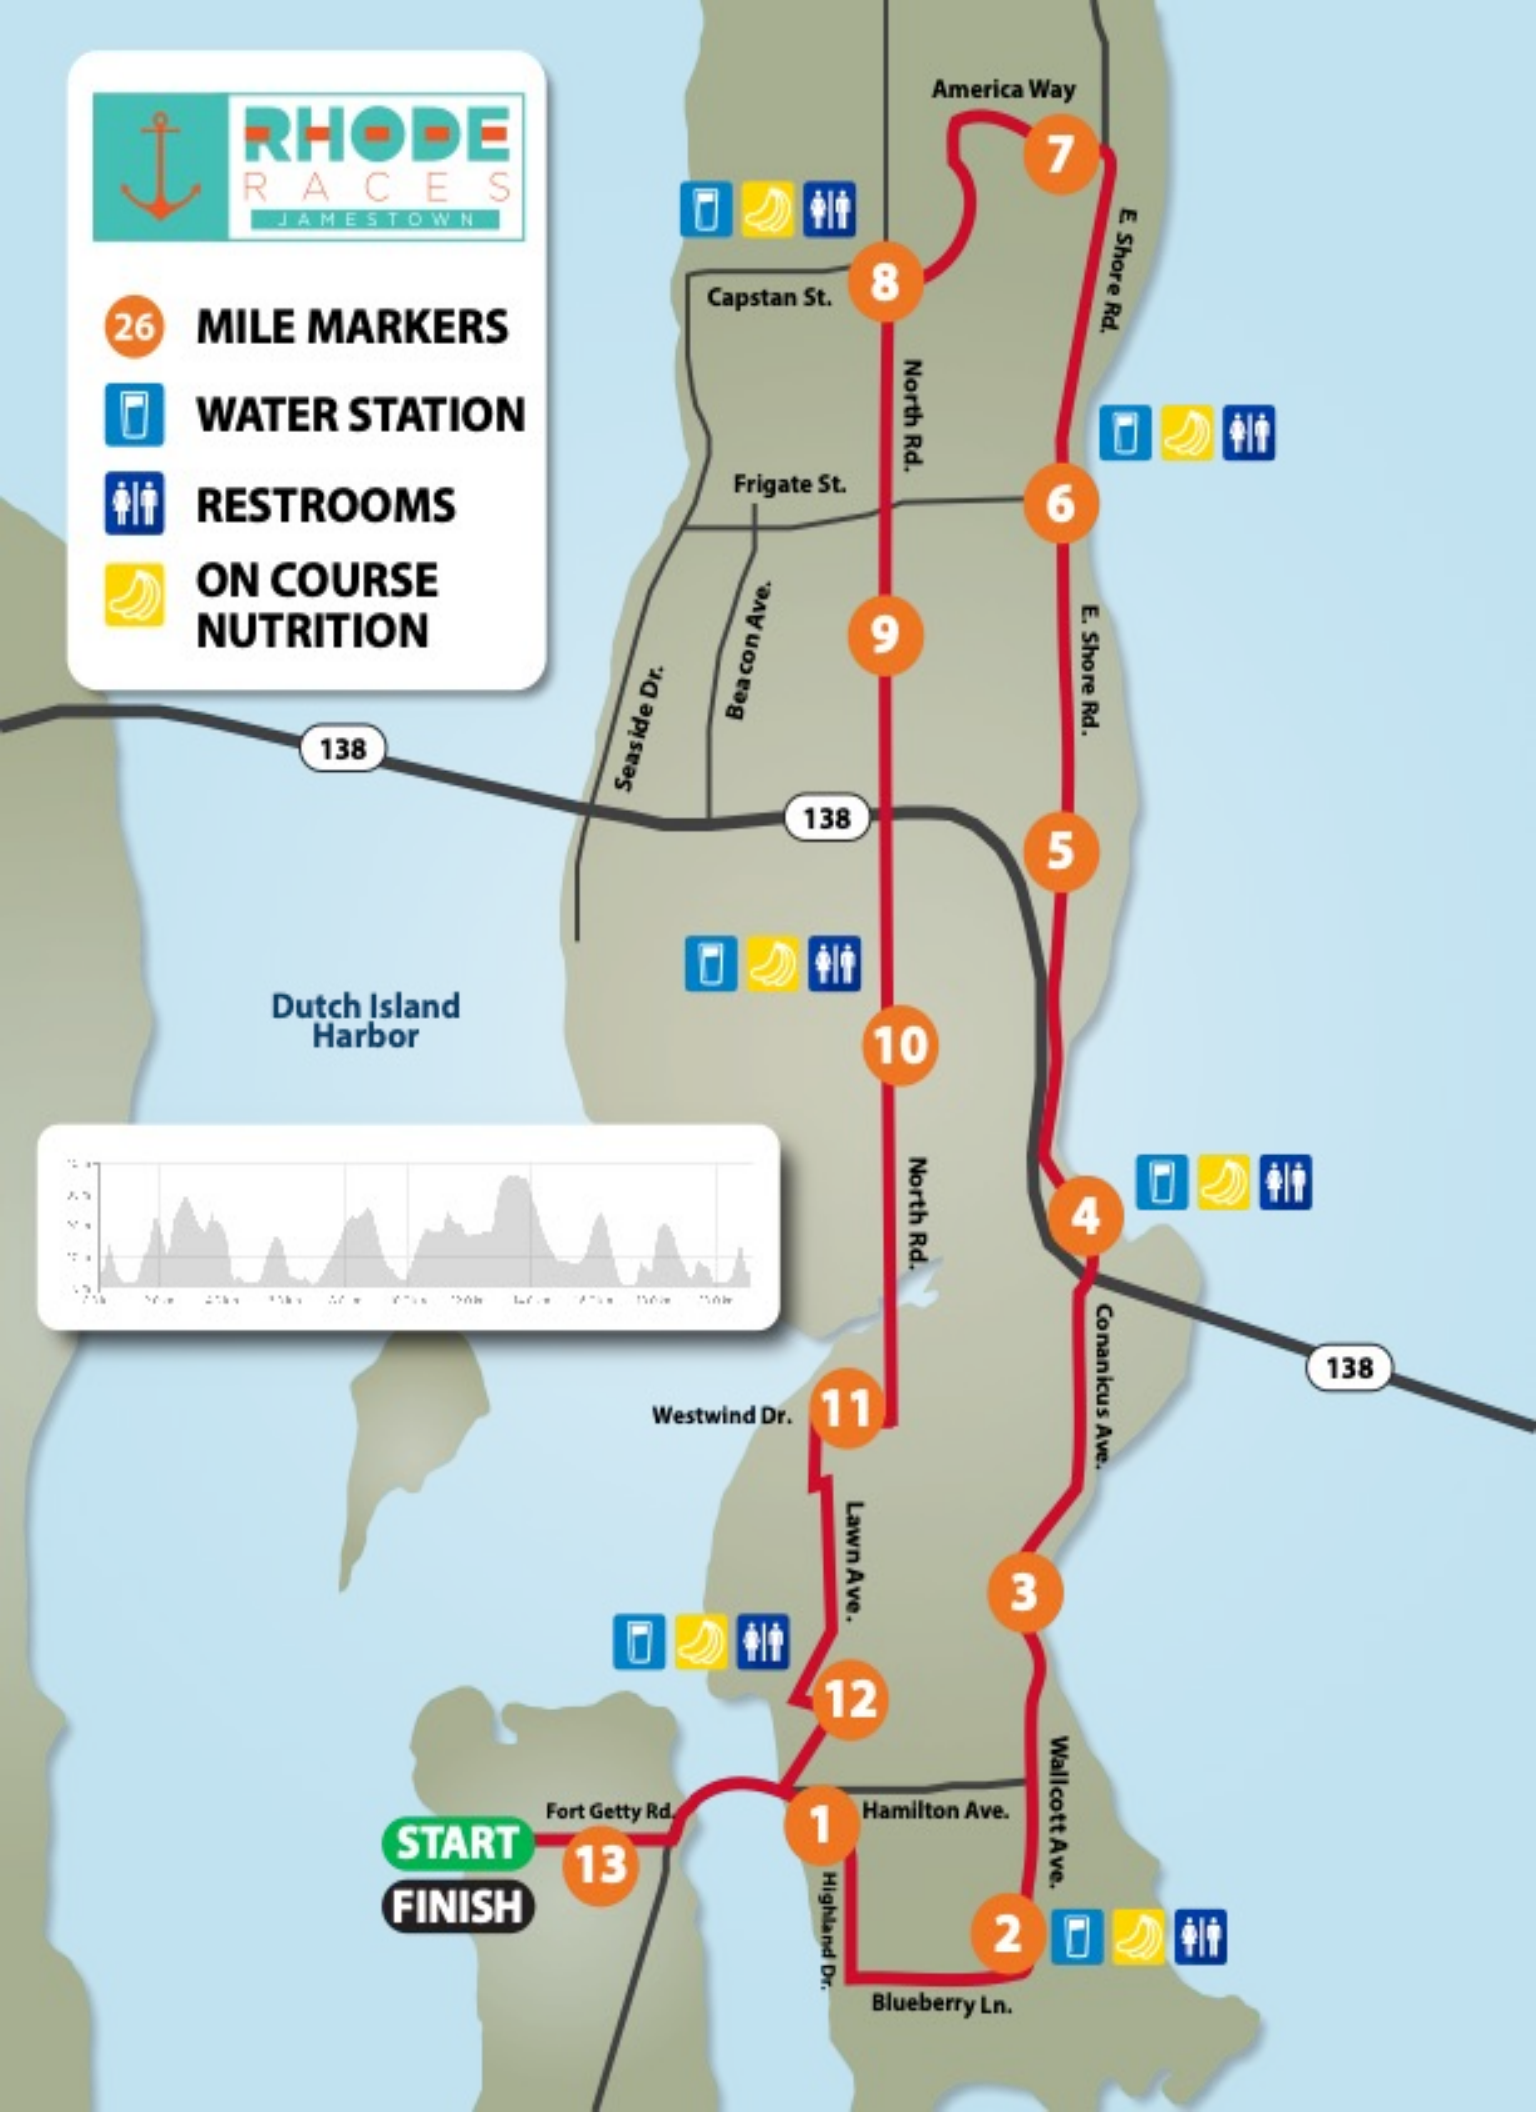 RHODE
RACES
JAMESTOWN
26 MILE MARKERS
WATER STATION
RESTROOMS
ON COURSE
NUTRITION
America Way
7
E. Shore Rd.
8
Capstan St.
North Rd.
Frigate St.
6
E. Shore Rd.
9
Beacon Ave.
Seaside Dr.
138
138
5
Dutch Island
Harbor
10
North Rd.
4
138
Conanicus Ave.
Westwind Dr.
11
Lawn Ave.
3
12
Wallcott Ave.
Fort Getty Rd.
1
Hamilton Ave.
START
13
FINISH
Highland Dr.
2
Blueberry Ln.